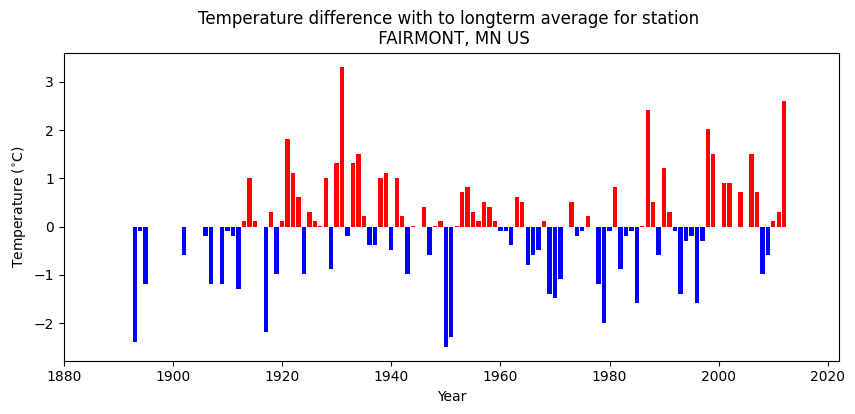 Temperature difference with to longterm average for station
FAIRMONT, MN US
Temperature (°C)
3
2
1
0
−1
−2
1880 1900 1920 1940 1960 1980 2000 2020
Year